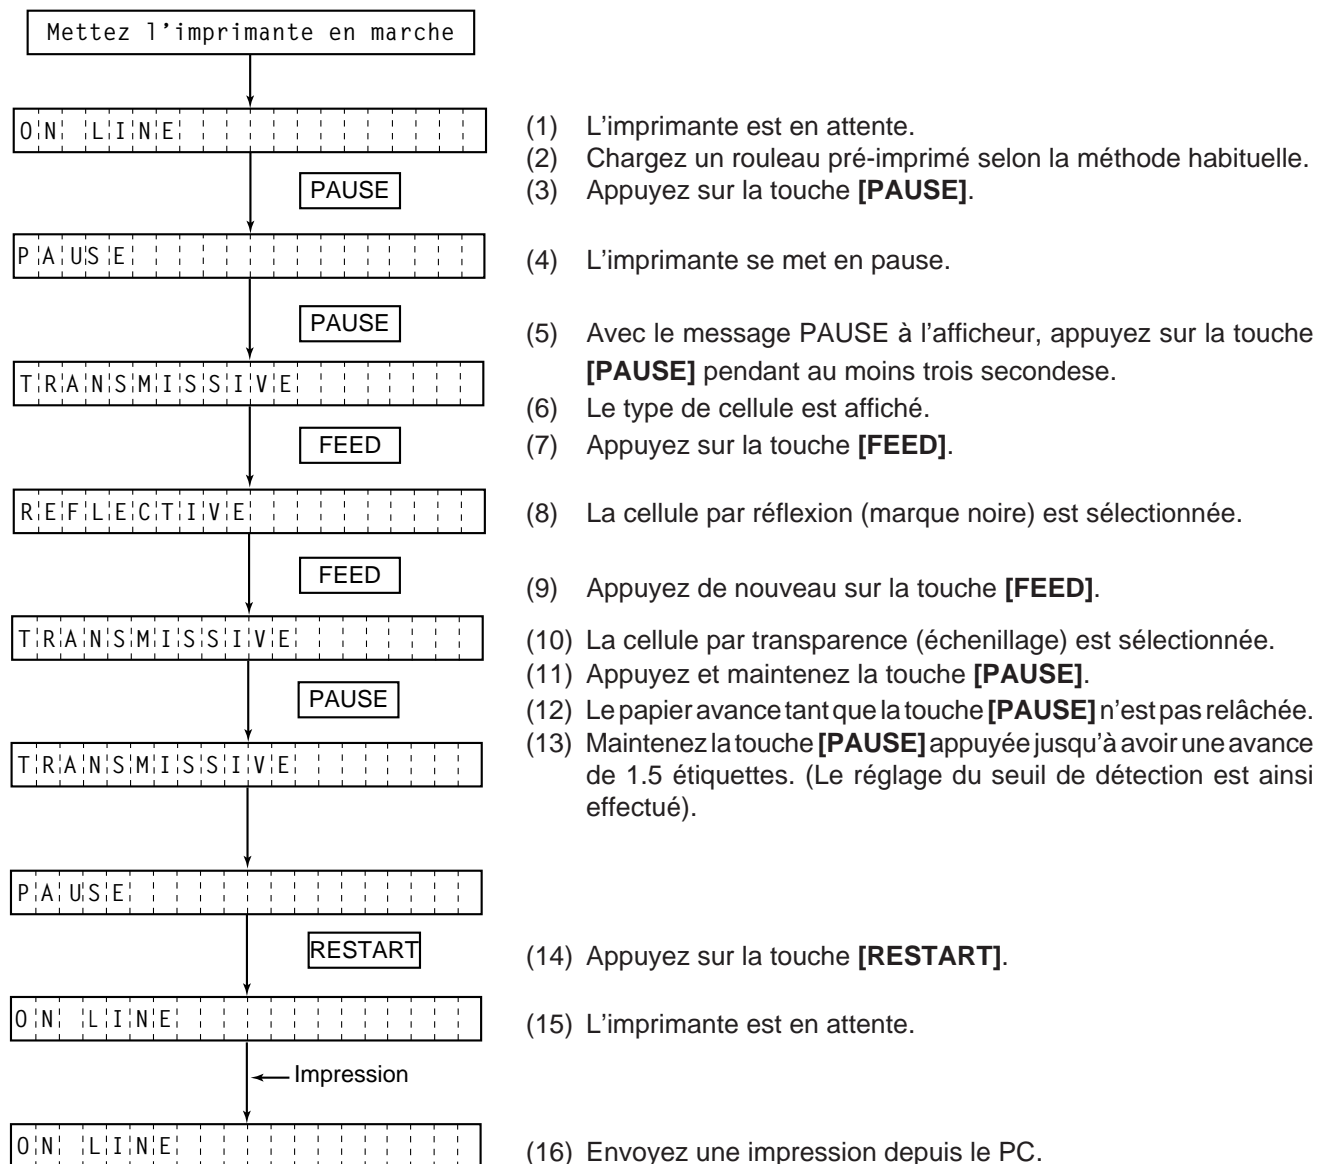 Mettez l'imprimante en marche
ON LINE
(1) L'imprimante est en attente.
(2) Chargez un rouleau pré-imprimé selon la méthode habituelle.
PAUSE
(3) Appuyez sur la touche [PAUSE].
PAUSE
(4) L'imprimante se met en pause.
PAUSE
(5) Avec le message PAUSE à l'afficheur, appuyez sur la touche
[PAUSE] pendant au moins trois secondese.
TRANSMISSIVE
(6) Le type de cellule est affiché.
FEED
(7) Appuyez sur la touche [FEED].
REFLECTIVE
(8) La cellule par réflexion (marque noire) est sélectionnée.
FEED
(9) Appuyez de nouveau sur la touche [FEED].
TRANSMISSIVE
(10) La cellule par transparence (échenillage) est sélectionnée.
(11) Appuyez et maintenez la touche [PAUSE].
PAUSE
(12) Le papier avance tant que la touche [PAUSE] n'est pas relâchée.
TRANSMISSIVE
(13) Maintenez la touche [PAUSE] appuyée jusqu'à avoir une avance
de 1.5 étiquettes. (Le réglage du seuil de détection est ainsi
effectué).
PAUSE
RESTART
(14) Appuyez sur la touche [RESTART].
ON LINE
(15) L'imprimante est en attente.
Impression
ON LINE
(16) Envoyez une impression depuis le PC.